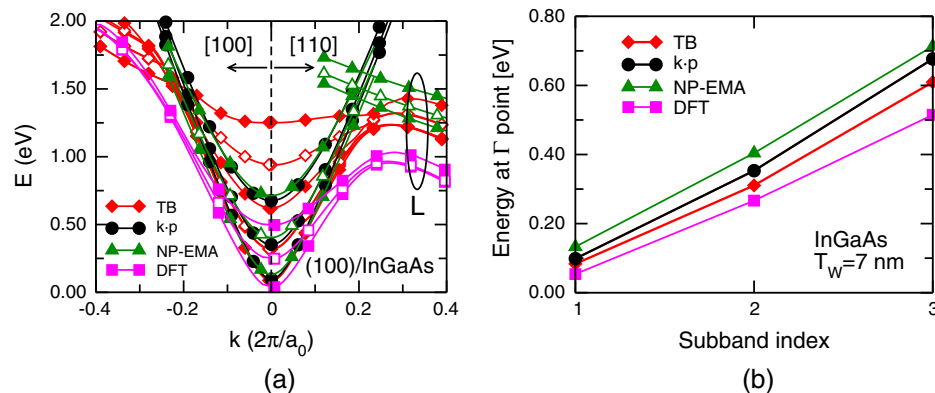 2.00
1.50
1.00
0.50
0.00
E (eV)
[100]
[110]
TB
k·p
NP-EMA
DFT
L
(100)/InGaAs
-0.4
-0.2
0
0.2
0.4
k (2π/a₀)
(a)
0.80
0.60
0.40
0.20
0.00
Energy at Γ point [eV]
TB
k·p
NP-EMA
DFT
InGaAs
T_W=7 nm
1
2
3
Subband index
(b)